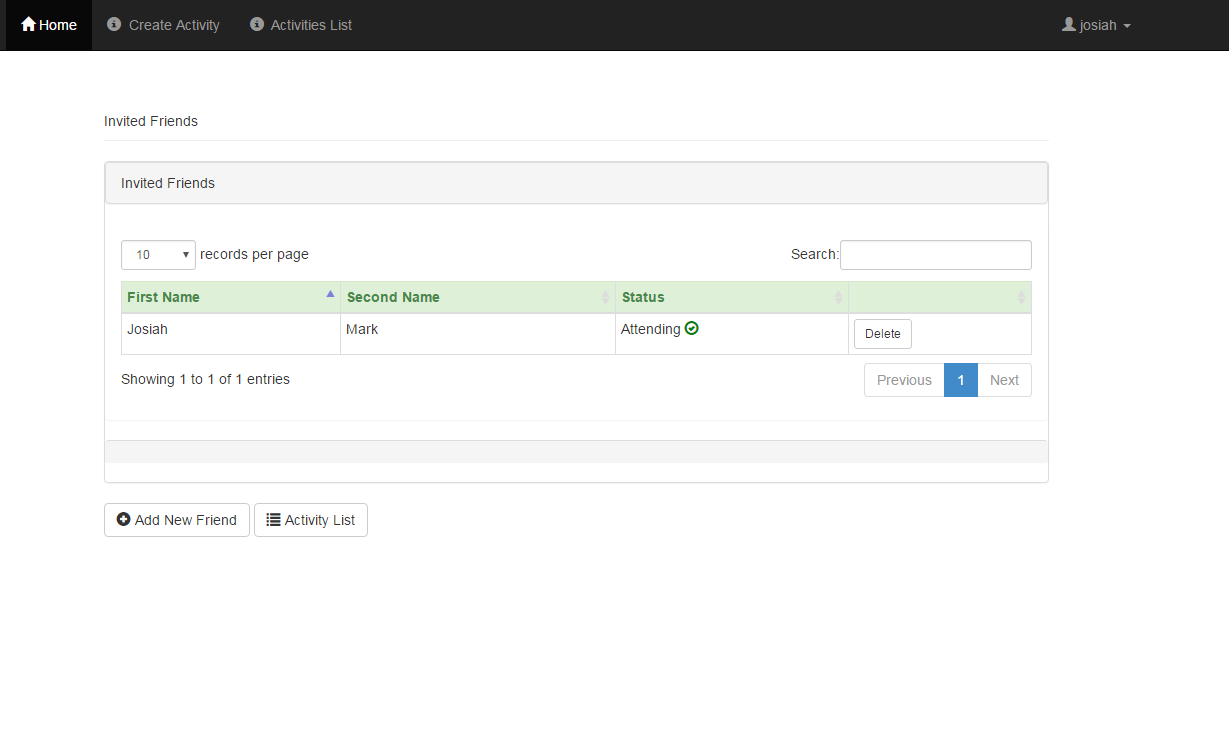 Home Create Activity Activities List josiah
Invited Friends
Invited Friends
10 records per page Search:
First Name Second Name Status
Josiah Mark Attending Delete
Showing 1 to 1 of 1 entries Previous 1 Next
Add New Friend Activity List